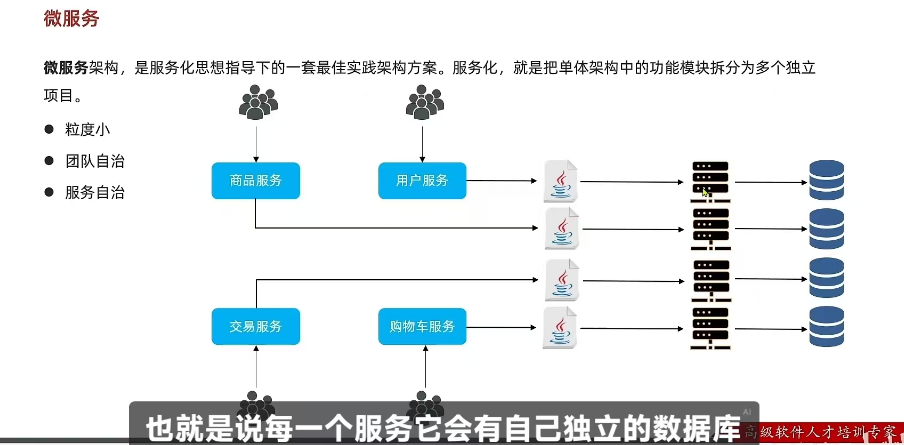 微服务
微服务架构，是服务化思想指导下的一套最佳实践架构方案。服务化，就是把单体架构中的功能模块拆分为多个独立
项目。
● 粒度小
● 团队自治
● 服务自治
商品服务
用户服务
交易服务
购物车服务
也就是说每一个服务它会有自己独立的数据库
AI
高级软件人才培训专家